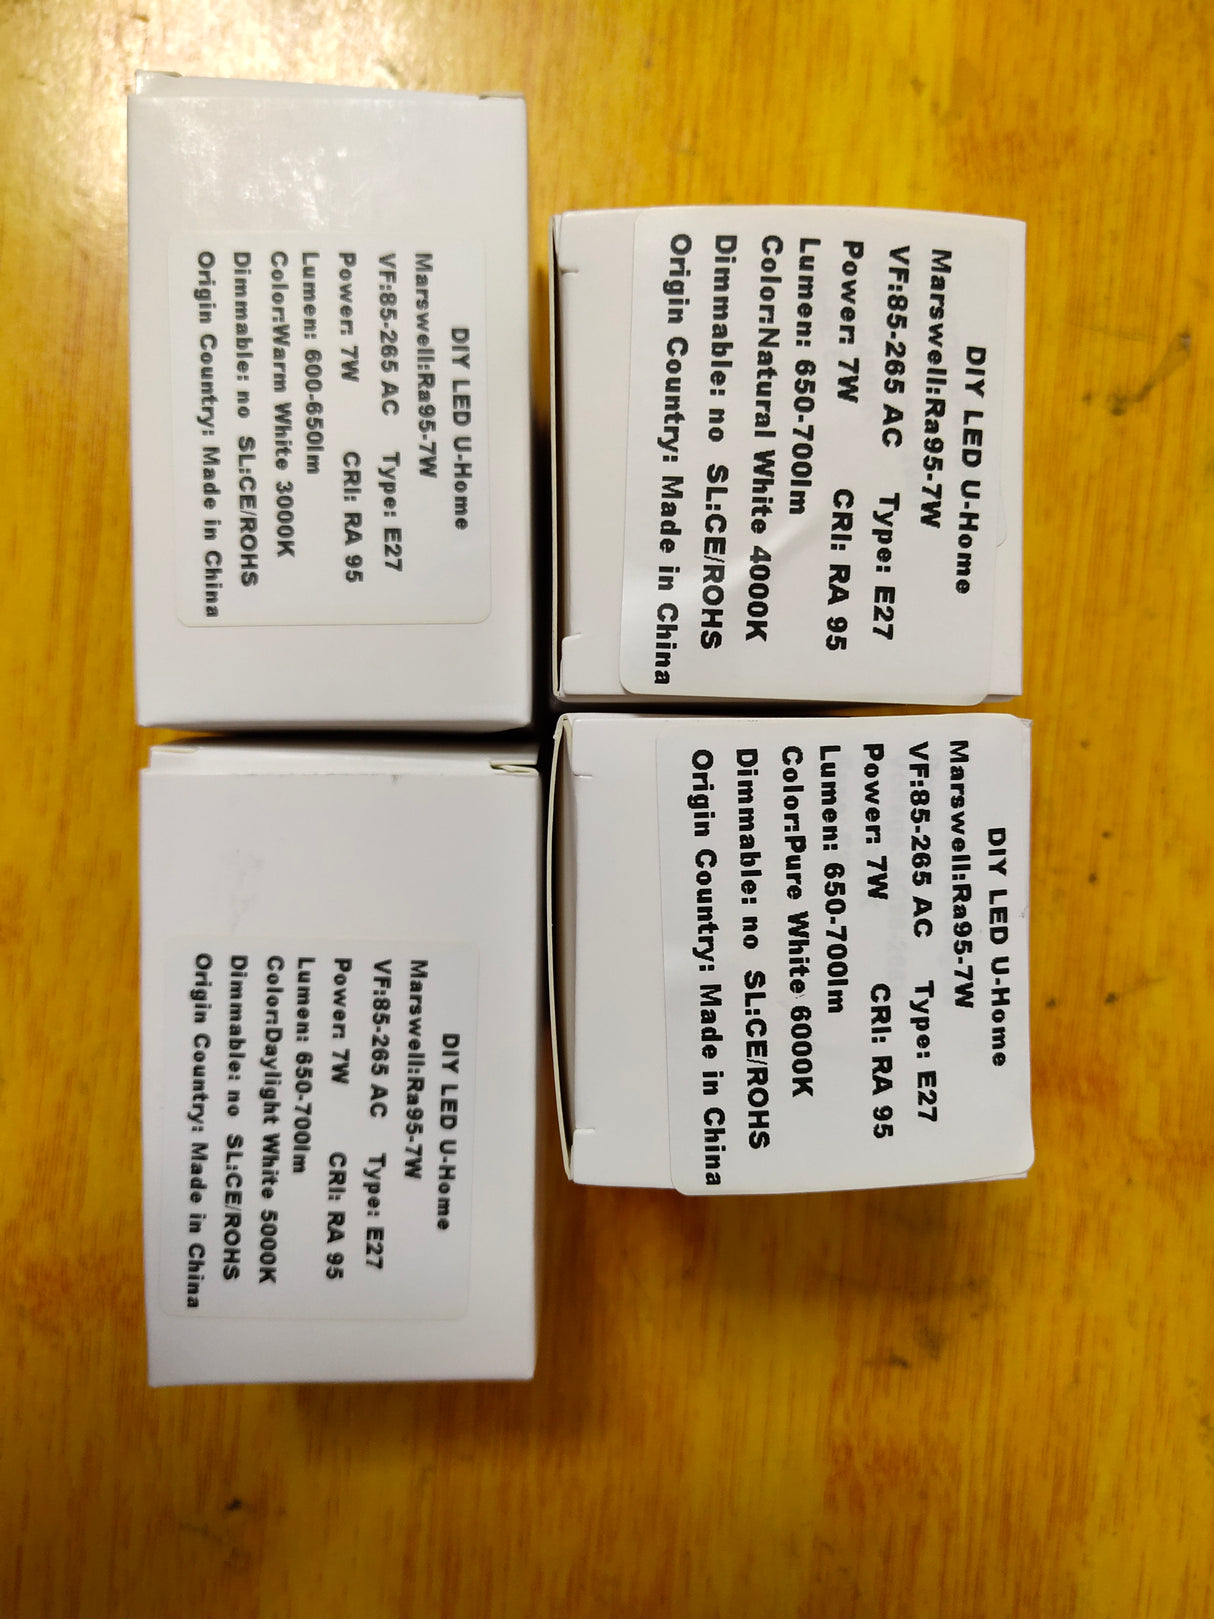 DIY LED U-Home
Marswell:Ra95-7W
VF:85-265 AC Type: E27
Power: 7W CRI: RA 95
Lumen: 600-650lm
Color:Warm White 3000K
Dimmable: no SL:CE/ROHS
Origin Country: Made in China
DIY LED U-Home
Marswell:Ra95-7W
VF:85-265 AC Type: E27
Power: 7W CRI: RA 95
Lumen: 650-700lm
Color:Natural White 4000K
Dimmable: no SL:CE/ROHS
Origin Country: Made in China
DIY LED U-Home
Marswell:Ra95-7W
VF:85-265 AC Type: E27
Power: 7W CRI: RA 95
Lumen: 650-700lm
Color:Daylight White 5000K
Dimmable: no SL:CE/ROHS
Origin Country: Made in China
DIY LED U-Home
Marswell:Ra95-7W
VF:85-265 AC Type: E27
Power: 7W CRI: RA 95
Lumen: 650-700lm
Color:Pure White 6000K
Dimmable: no SL:CE/ROHS
Origin Country: Made in China